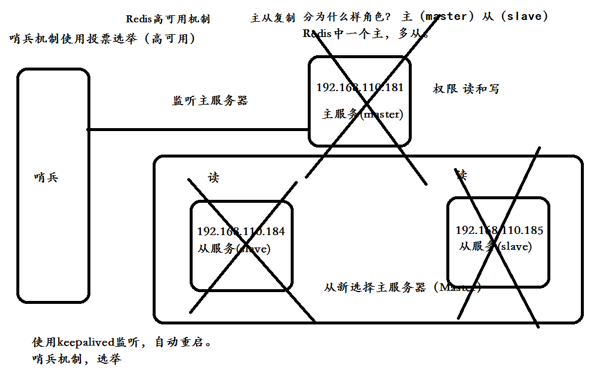 Redis高可用机制
主从复制 分为什么样角色？ 主（master）从（slave）
哨兵机制使用投票选举（高可用）
Redis中一个主，多从。
192.168.110.181
主服务(master)
权限 读和写
监听主服务器
哨兵
读
读
192.168.110.184
从服务(slave)
192.168.110.185
从服务(slave)
从新选择主服务器（Master）
使用keepalived监听，自动重启。
哨兵机制，选举